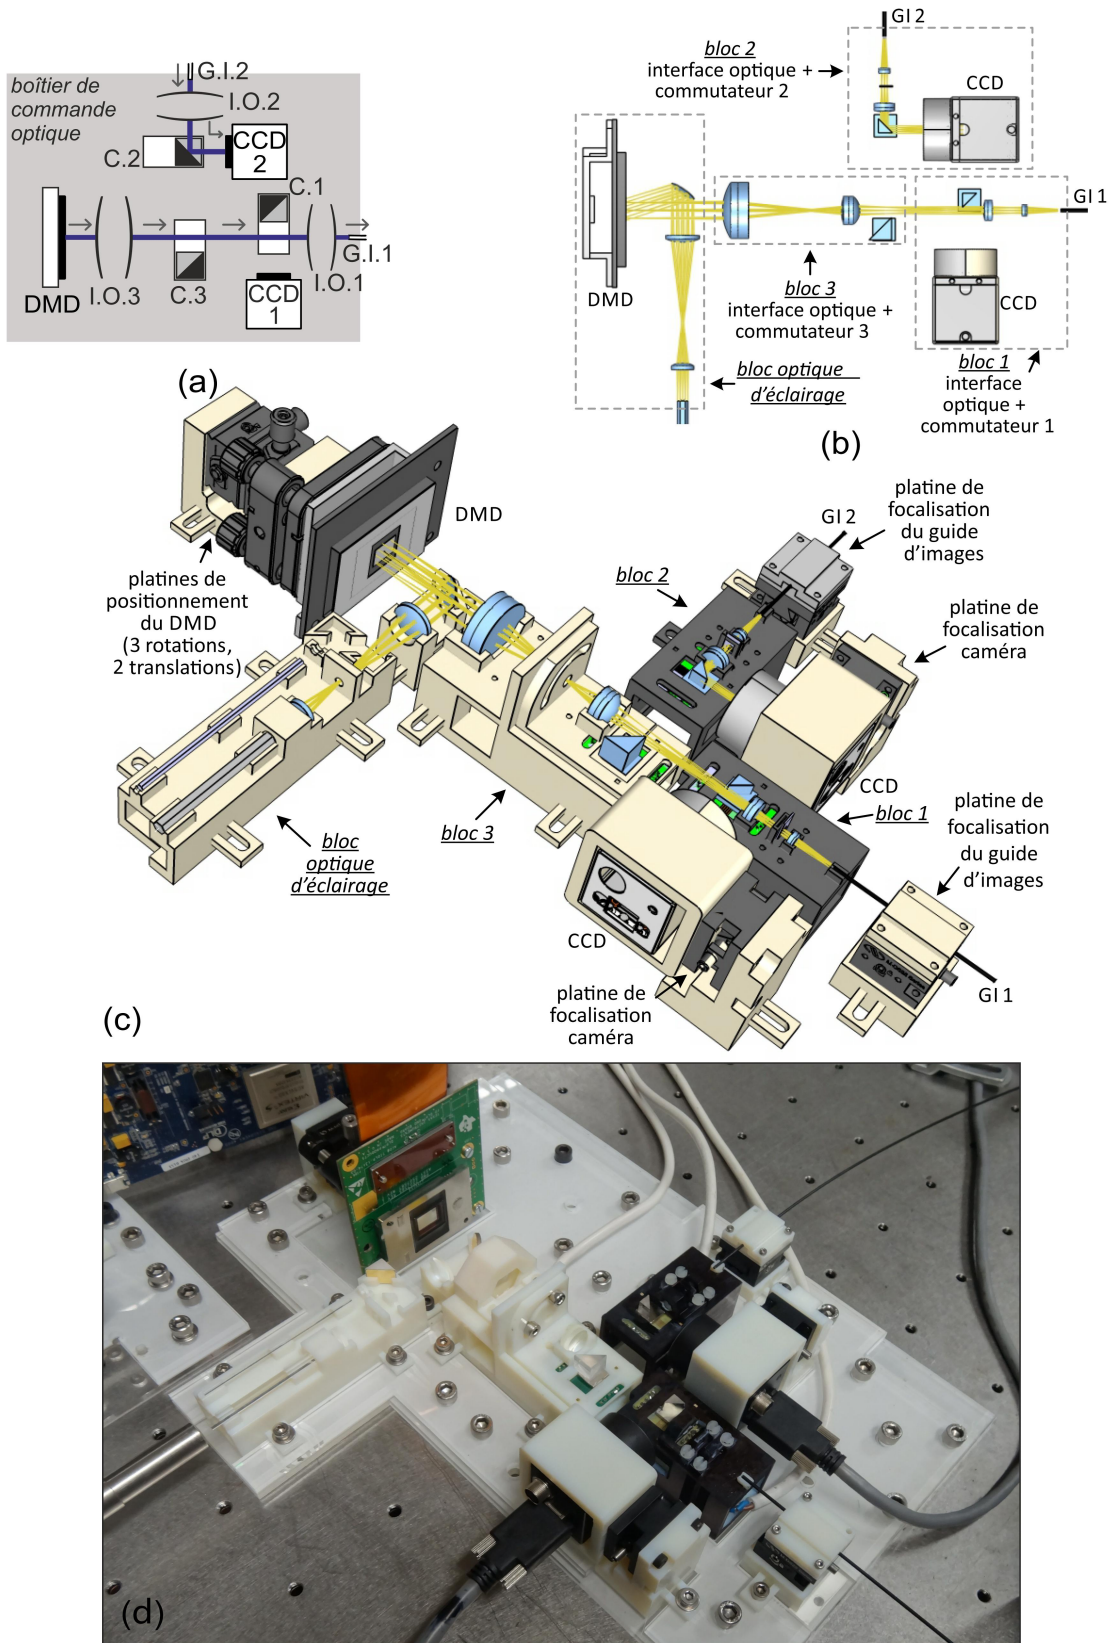 boîtier de
commande
optique
G.I.2
I.O.2
C.2
CCD
2
C.1
G.I.1
I.O.1
DMD
I.O.3
C.3
CCD
1
(a)
GI 2
bloc 2
interface optique +
commutateur 2
CCD
GI 1
DMD
bloc 3
interface optique +
commutateur 3
CCD
bloc optique
d'éclairage
bloc 1
interface
optique +
commutateur 1
(b)
DMD
platines de
positionnement
du DMD
(3 rotations,
2 translations)
GI 2
platine de
focalisation
du guide
d'images
bloc 2
platine de
focalisation
caméra
CCD
bloc 1
platine de
focalisation
du guide
d'images
bloc 3
bloc
optique
d'éclairage
CCD
platine de
focalisation
caméra
GI 1
(c)
(d)